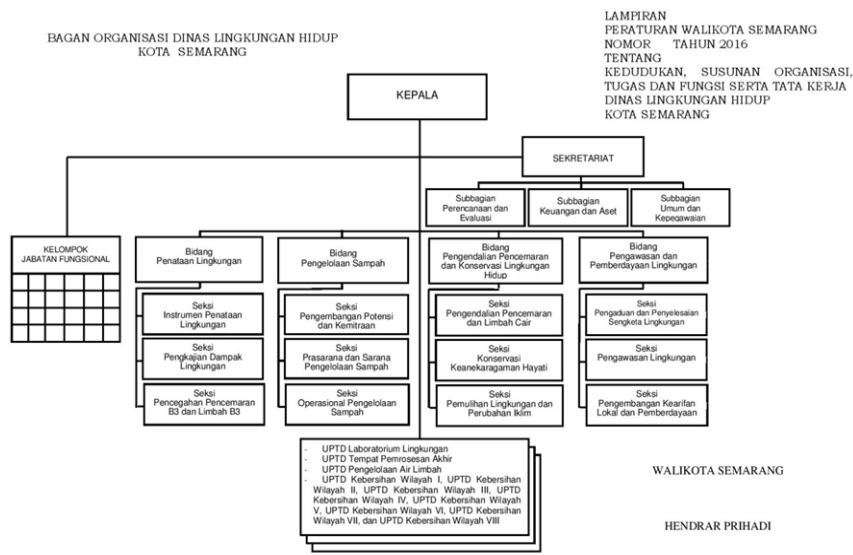 BAGAN ORGANISASI DINAS LINGKUNGAN HIDUP
KOTA SEMARANG
LAMPIRAN
PERATURAN WALIKOTA SEMARANG
NOMOR TAHUN 2016
TENTANG
KEDUDUKAN, SUSUNAN ORGANISASI,
TUGAS DAN FUNGSI SERTA TATA KERJA
DINAS LINGKUNGAN HIDUP
KOTA SEMARANG
KEPALA
SEKRETARIAT
Subbagian
Perencanaan dan
Evaluasi
Subbagian
Keuangan dan Aset
Subbagian
Umum dan
Kepegawaian
KELOMPOK
JABATAN FUNGSIONAL
Bidang
Penataan Lingkungan
Bidang
Pengelolaan Sampah
Bidang
Pengendalian Pencemaran
dan Konservasi Lingkungan
Hidup
Bidang
Pengawasan dan
Pemberdayaan Lingkungan
Seksi
Instrumen Penataan
Lingkungan
Seksi
Pengembangan Potensi
dan Kemitraan
Seksi
Pengendalian Pencemaran
dan Limbah Cair
Seksi
Pengaduan dan Penyelesaian
Sengketa Lingkungan
Seksi
Pengkajian Dampak
Lingkungan
Seksi
Prasarana dan Sarana
Pengelolaan Sampah
Seksi
Konservasi
Keanekaragaman Hayati
Seksi
Pengawasan Lingkungan
Seksi
Pencegahan Pencemaran
B3 dan Limbah B3
Seksi
Operasional Pengelolaan
Sampah
Seksi
Pemulihan Lingkungan dan
Perubahan Iklim
Seksi
Pengembangan Kearifan
Lokal dan Pemberdayaan
- UPTD Laboratorium Lingkungan
- UPTD Tempat Pemrosesan Akhir
- UPTD Pengelolaan Air Limbah
- UPTD Kebersihan Wilayah I, UPTD Kebersihan
Wilayah II, UPTD Kebersihan Wilayah III, UPTD
Kebersihan Wilayah IV, UPTD Kebersihan Wilayah
V, UPTD Kebersihan Wilayah VI, UPTD Kebersihan
Wilayah VII, dan UPTD Kebersihan Wilayah VIII
WALIKOTA SEMARANG
HENDRAR PRIHADI